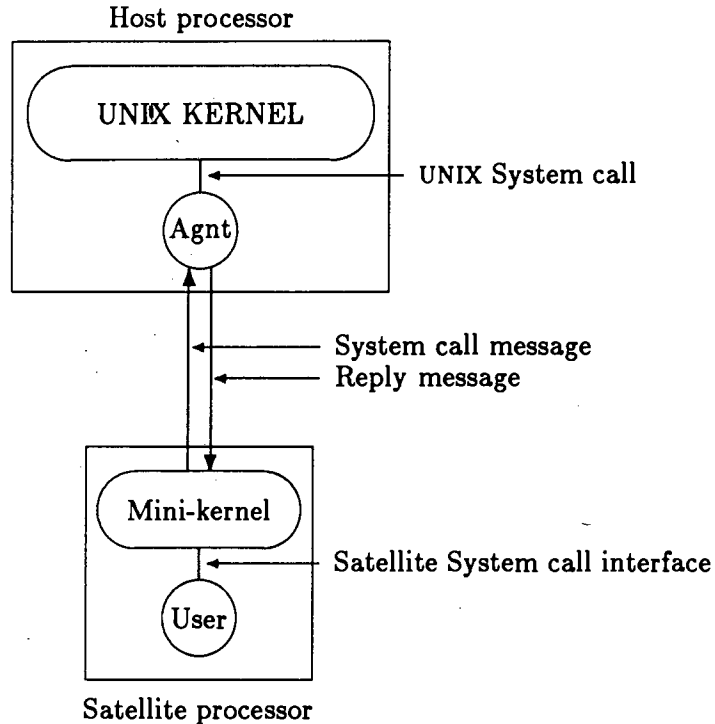 Host processor
UNIX KERNEL
UNIX System call
Agnt
System call message
Reply message
Mini-kernel
Satellite System call interface
User
Satellite processor